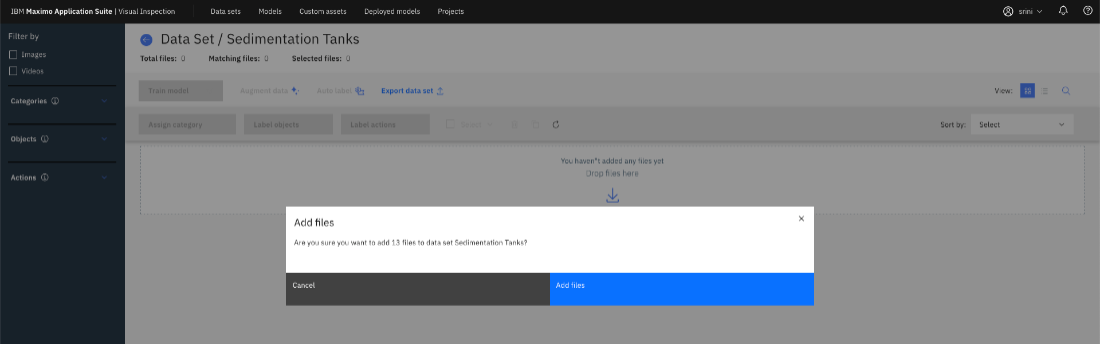 IBM Maximo Application Suite | Visual Inspection Data sets Models Custom assets Deployed models Projects srini
Filter by
Images
Videos
Categories
Objects
Actions
Data Set / Sedimentation Tanks
Total files: 0 Matching files: 0 Selected files: 0
Train model Augment data Auto label Export data set View:
Assign category Label objects Label actions Select Sort by: Select
You haven"t added any files yet
Drop files here
Add files
Are you sure you want to add 13 files to data set Sedimentation Tanks?
Cancel Add files